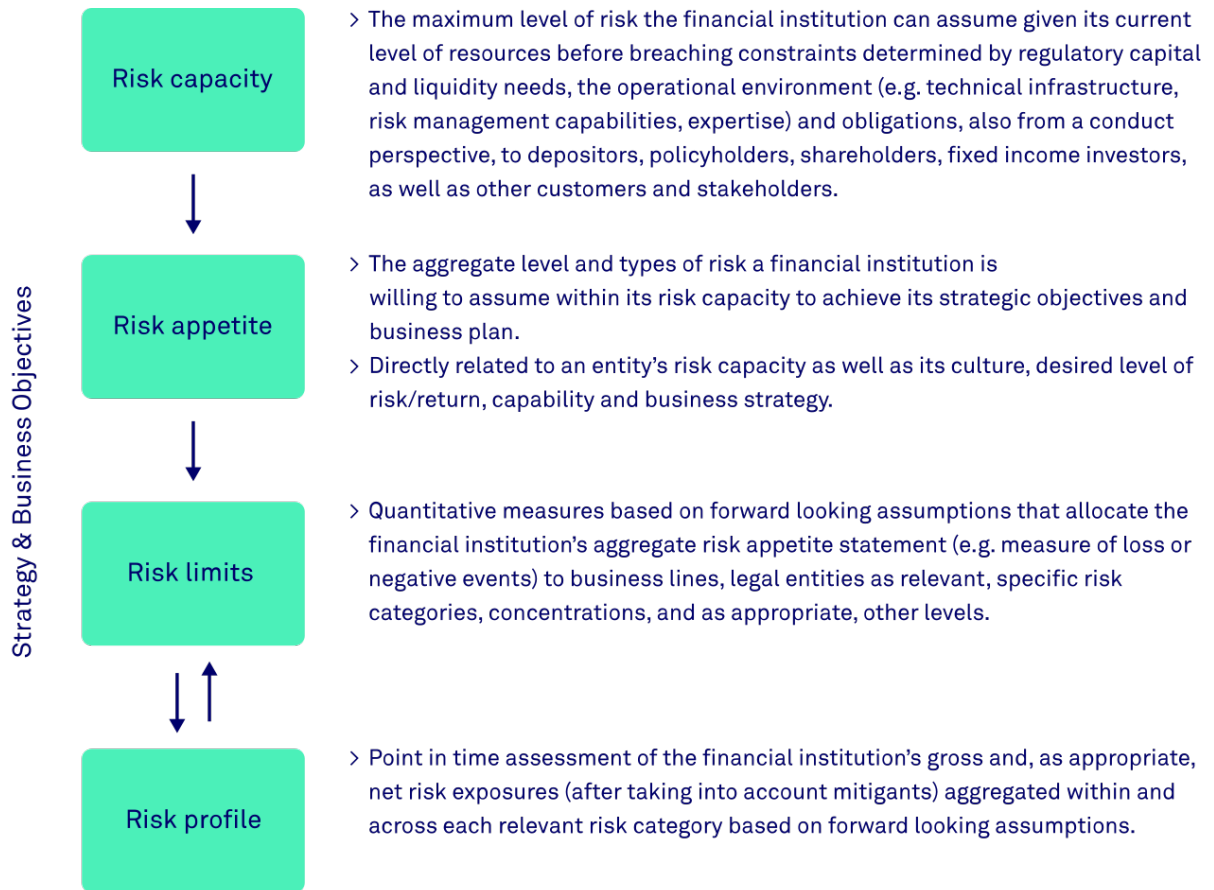 Strategy & Business Objectives
Risk capacity
> The maximum level of risk the financial institution can assume given its current
level of resources before breaching constraints determined by regulatory capital
and liquidity needs, the operational environment (e.g. technical infrastructure,
risk management capabilities, expertise) and obligations, also from a conduct
perspective, to depositors, policyholders, shareholders, fixed income investors,
as well as other customers and stakeholders.
Risk appetite
> The aggregate level and types of risk a financial institution is
willing to assume within its risk capacity to achieve its strategic objectives and
business plan.
> Directly related to an entity’s risk capacity as well as its culture, desired level of
risk/return, capability and business strategy.
Risk limits
> Quantitative measures based on forward looking assumptions that allocate the
financial institution’s aggregate risk appetite statement (e.g. measure of loss or
negative events) to business lines, legal entities as relevant, specific risk
categories, concentrations, and as appropriate, other levels.
Risk profile
> Point in time assessment of the financial institution’s gross and, as appropriate,
net risk exposures (after taking into account mitigants) aggregated within and
across each relevant risk category based on forward looking assumptions.